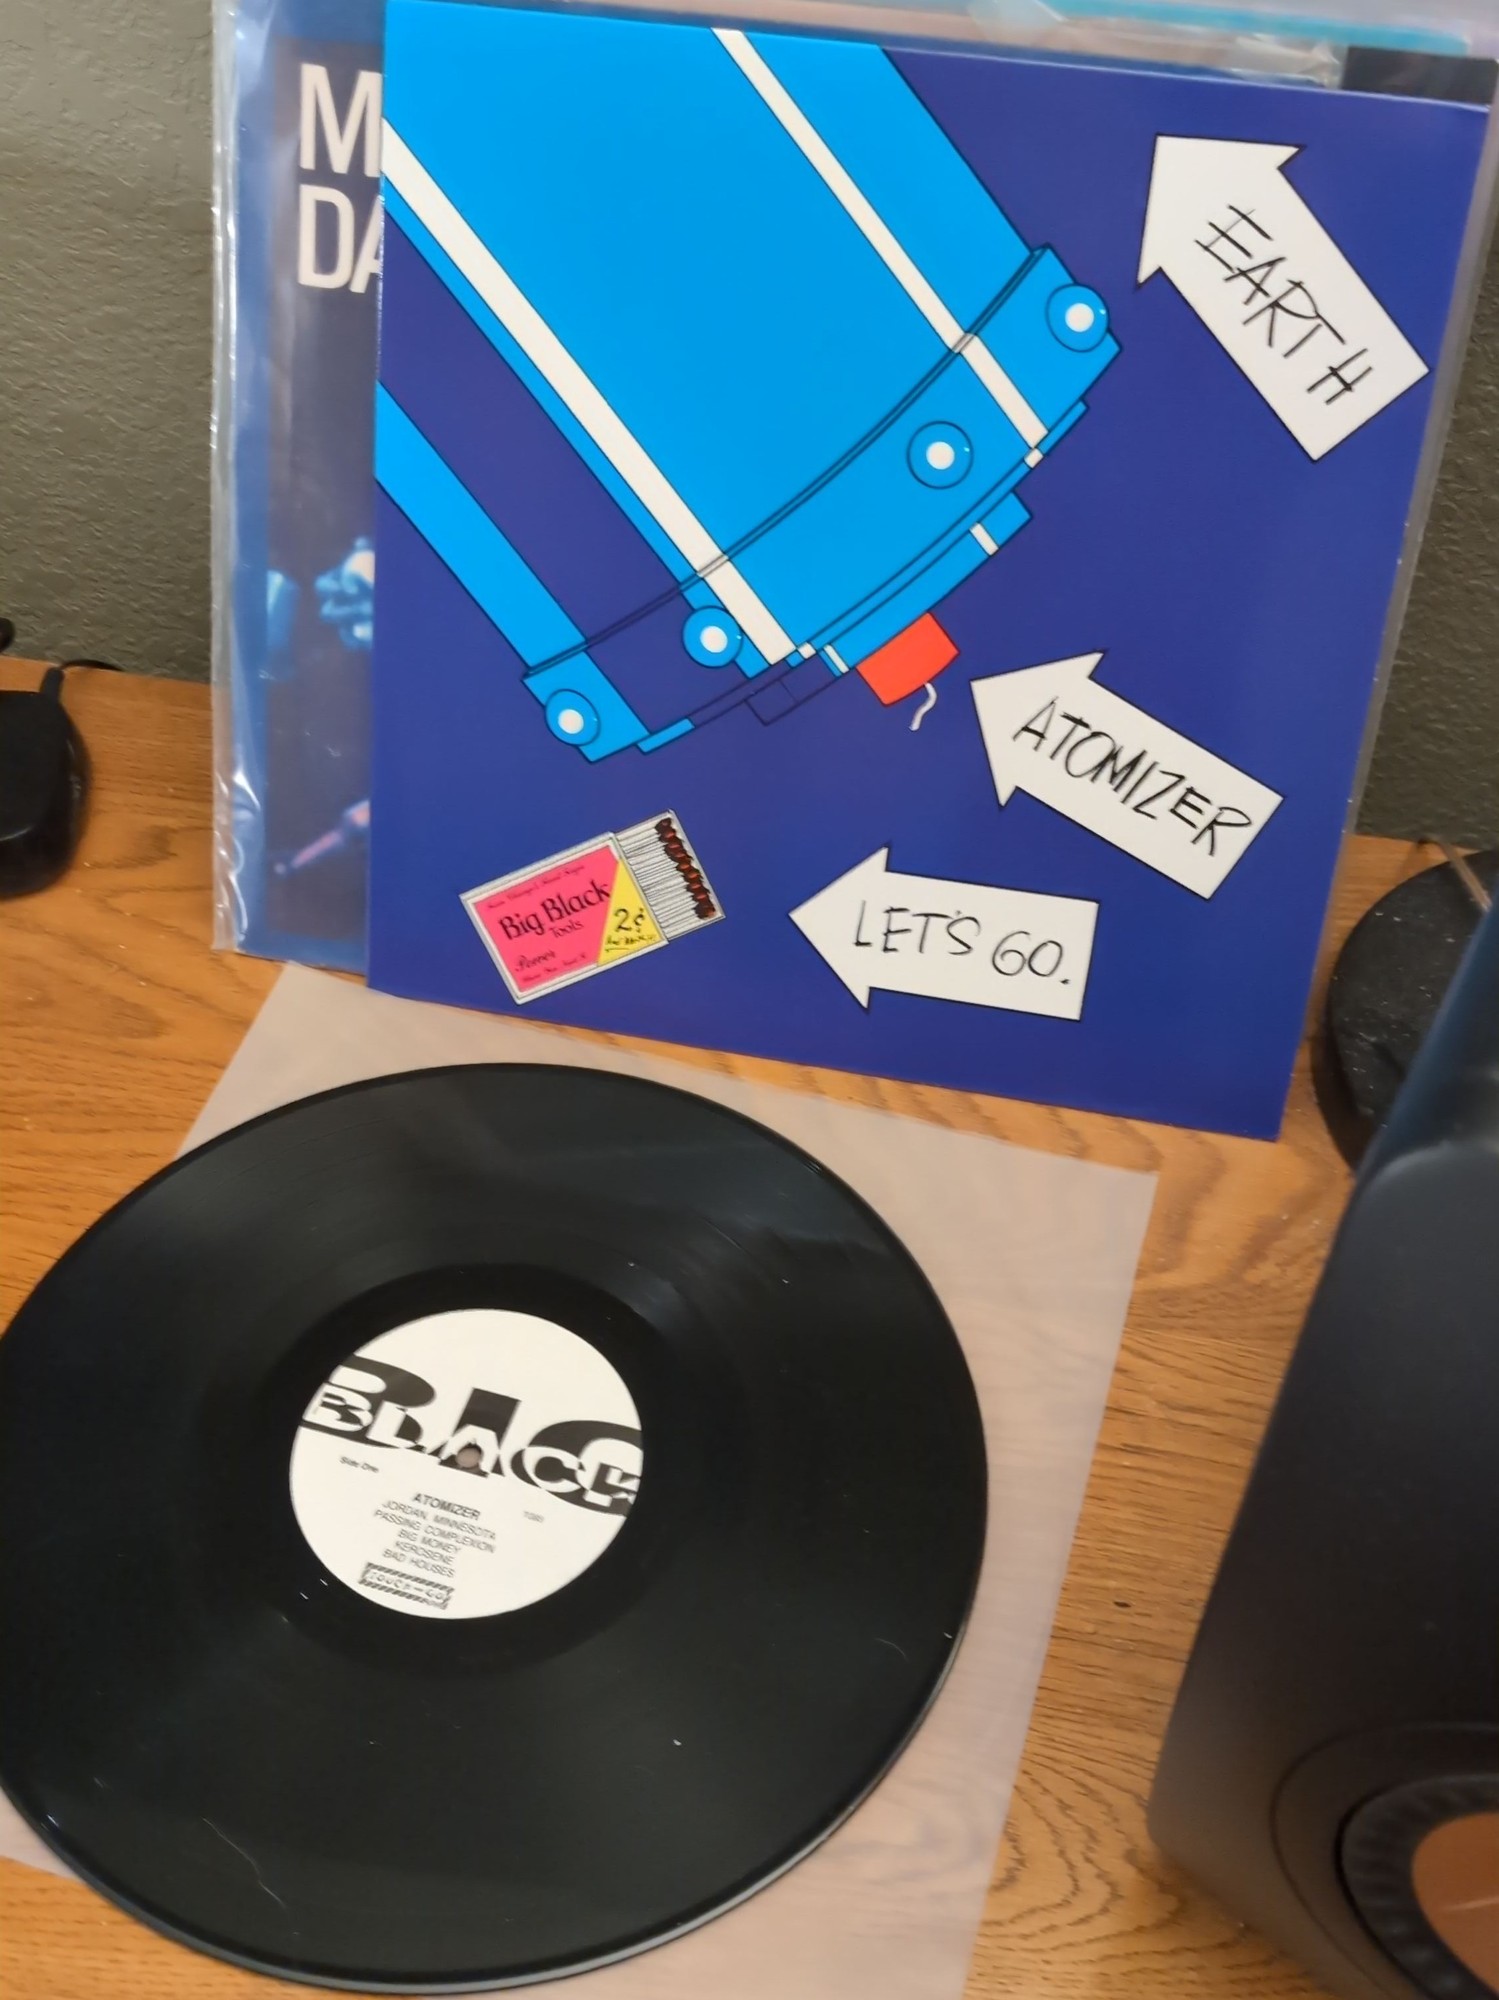 M
DA
EARTH
ATOMIZER
LET'S GO.
Big Black
Tools
2¢
Power
BIG
BLACK
Side One
ATOMIZER
JORDAN, MINNESOTA
PASSING COMPLEXION
BIG MONEY
KEROSENE
BAD HOUSES
TOUCH - GO